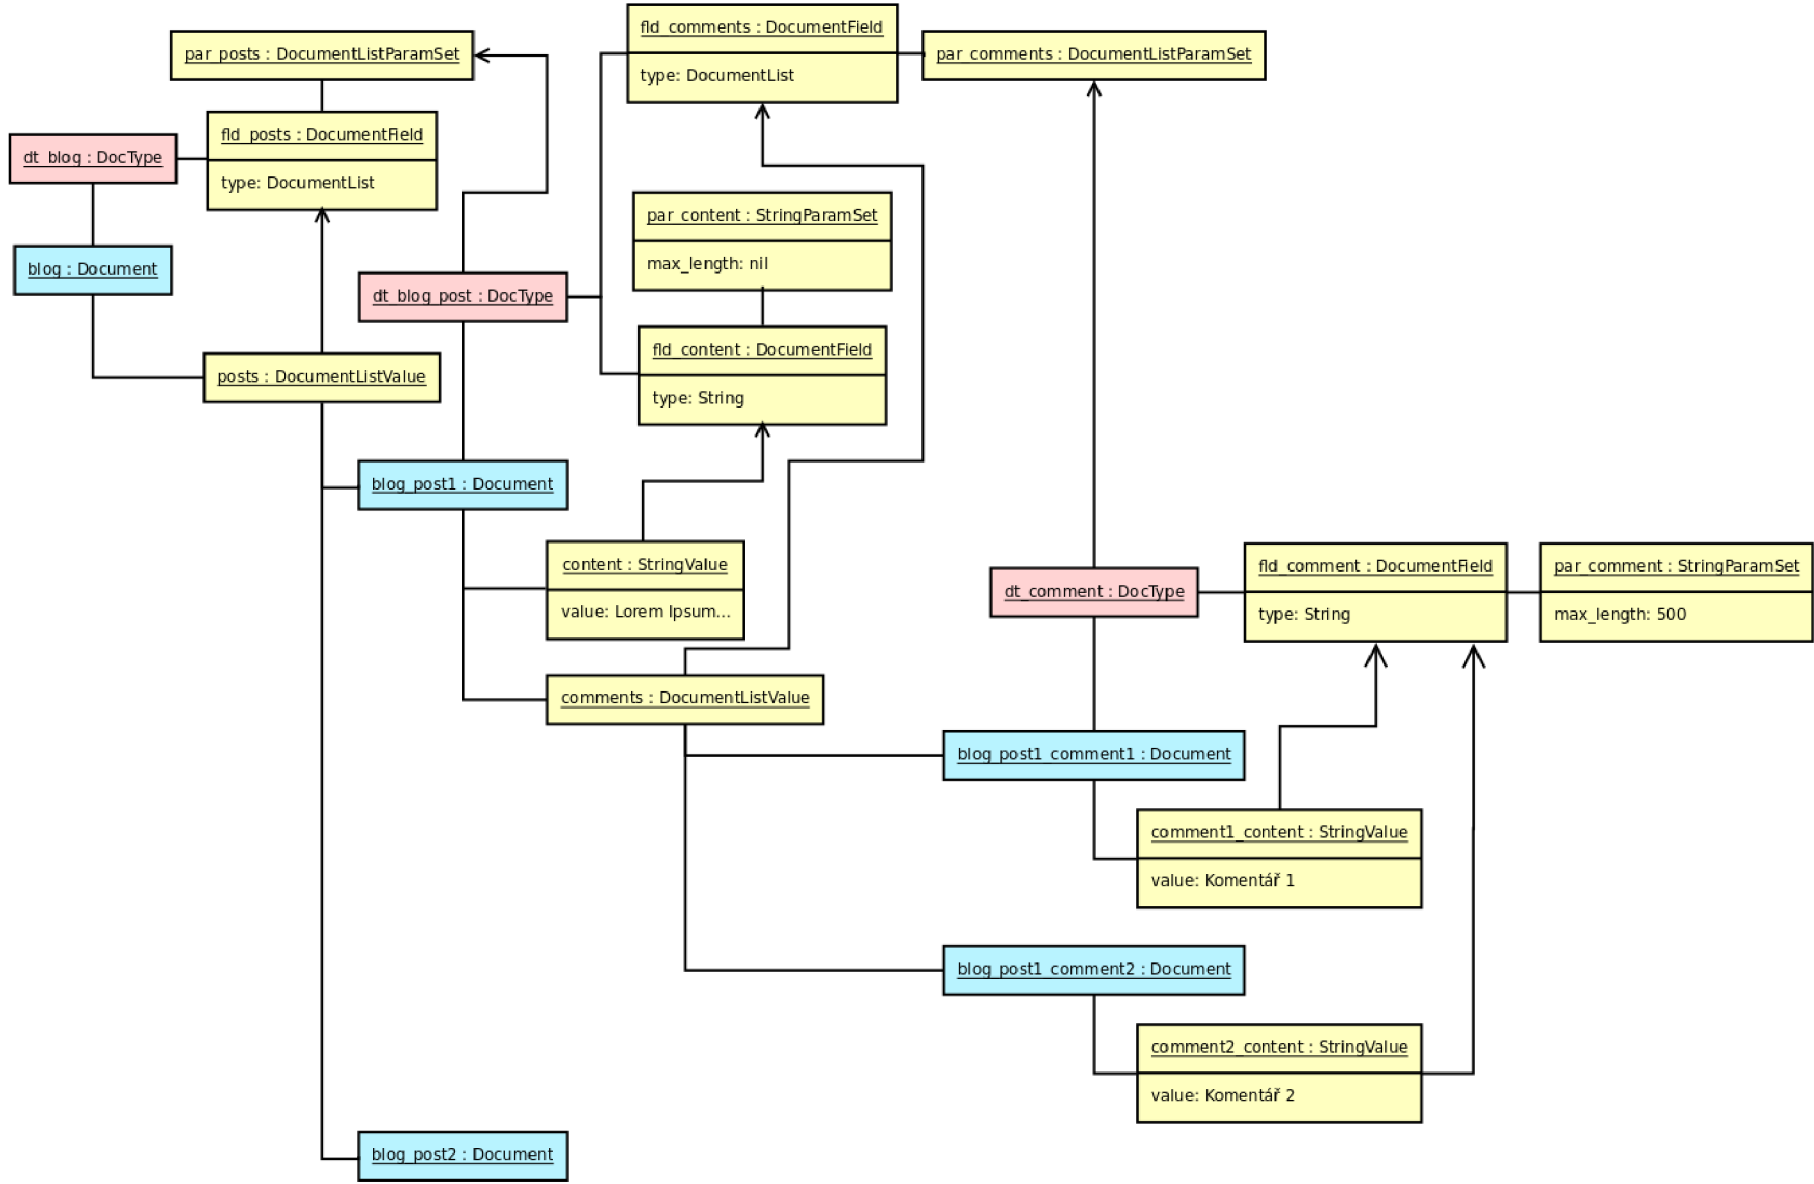 fld_comments : DocumentField
type: DocumentList
par_posts : DocumentListParamSet
par_comments : DocumentListParamSet
fld_posts : DocumentField
type: DocumentList
dt_blog : DocType
par_content : StringParamSet
max_length: nil
blog : Document
dt_blog_post : DocType
fld_content : DocumentField
type: String
posts : DocumentListValue
blog_post1 : Document
content : StringValue
value: Lorem Ipsum...
fld_comment : DocumentField
type: String
par_comment : StringParamSet
max_length: 500
dt_comment : DocType
comments : DocumentListValue
blog_post1_comment1 : Document
comment1_content : StringValue
value: Komentář 1
blog_post1_comment2 : Document
comment2_content : StringValue
value: Komentář 2
blog_post2 : Document